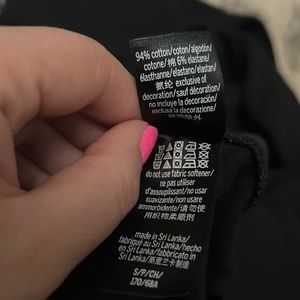 94% cotton/coton/algodón/
cotone/棉 6% elastane/
élasthanne/elastano/elastan/
氨纶 exclusive of
decoration/sauf décoration/
no incluye la decoración/
do not use fabric softener/
ne pas utiliser
d'assouplissant/no usar
suavizante/non usare
ammorbidente/请勿使
用织物柔顺剂
made in Sri Lanka/
fabriqué au Sri Lanka/hecho
en Sri Lanka/fabbricato in
Sri Lanka/斯里兰卡制造
S/P/CH/
170/68A